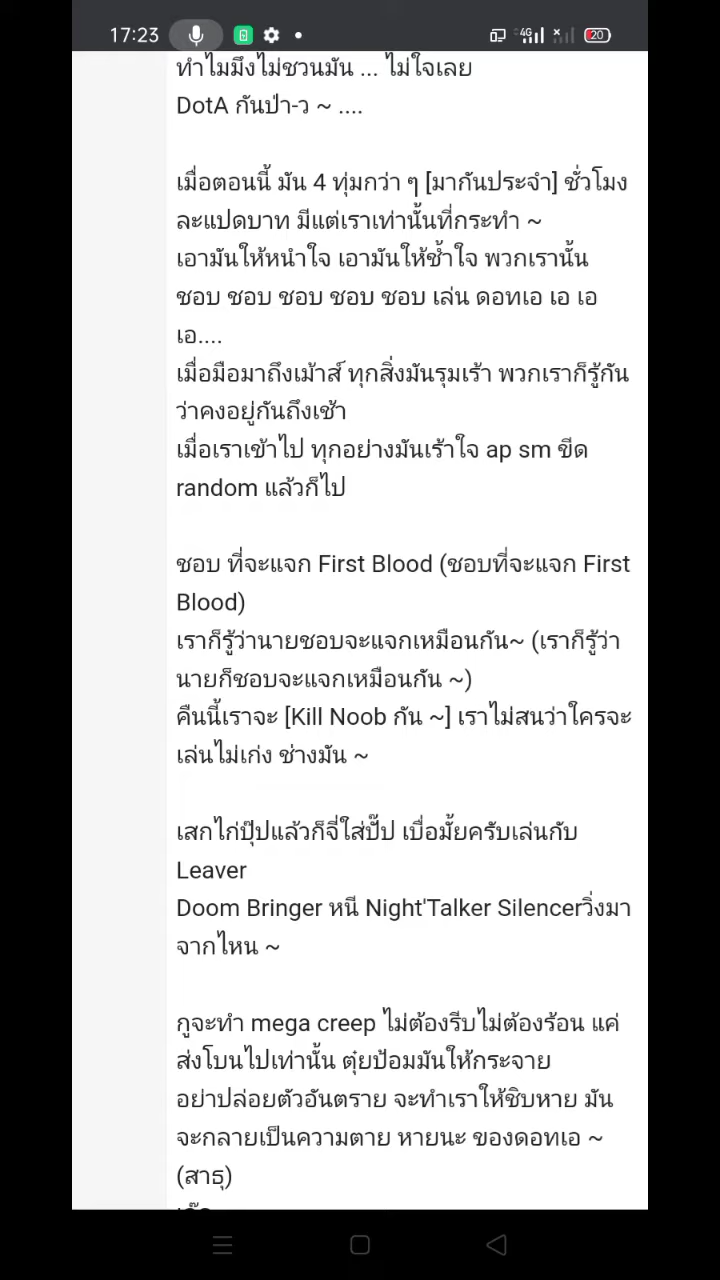 17:23
4G
20
ทำไมมึงไม่ชวนมัน ... ไม่ใจเลย
DotA กันป่า-ว ~ ....
เมื่อตอนนี้ มัน 4 ทุ่มกว่า ๆ [มากันประจำ] ชั่วโมง
ละแปดบาท มีแต่เราเท่านั้นที่กระทำ ~
เอามันให้หนำใจ เอามันให้ช้ำใจ พวกเรานั้น
ชอบ ชอบ ชอบ ชอบ ชอบ เล่น ดอทเอ เอ เอ
เอ....
เมื่อมือมาถึงเม้าส์ ทุกสิ่งมันรุมเร้า พวกเราก็รู้กัน
ว่าคงอยู่กันถึงเช้า
เมื่อเราเข้าไป ทุกอย่างมันเร้าใจ ap sm ขีด
random แล้วก็ไป
ชอบ ที่จะแจก First Blood (ชอบที่จะแจก First
Blood)
เราก็รู้ว่านายชอบจะแจกเหมือนกัน~ (เราก็รู้ว่า
นายก็ชอบจะแจกเหมือนกัน ~)
คืนนี้เราจะ [Kill Noob กัน ~] เราไม่สนว่าใครจะ
เล่นไม่เก่ง ช่างมัน ~
เสกไก่ปุ๊ปแล้วก็จี่ใส่ปั๊ป เบื่อมั้ยครับเล่นกับ
Leaver
Doom Bringer หนี Night'Talker Silencerวิ่งมา
จากไหน ~
กูจะทำ mega creep ไม่ต้องรีบไม่ต้องร้อน แค่
ส่งโบนไปเท่านั้น ตุ๋ยป้อมมันให้กระจาย
อย่าปล่อยตัวอันตราย จะทำเราให้ชิบหาย มัน
จะกลายเป็นความตาย หายนะ ของดอทเอ ~
(สาธุ)